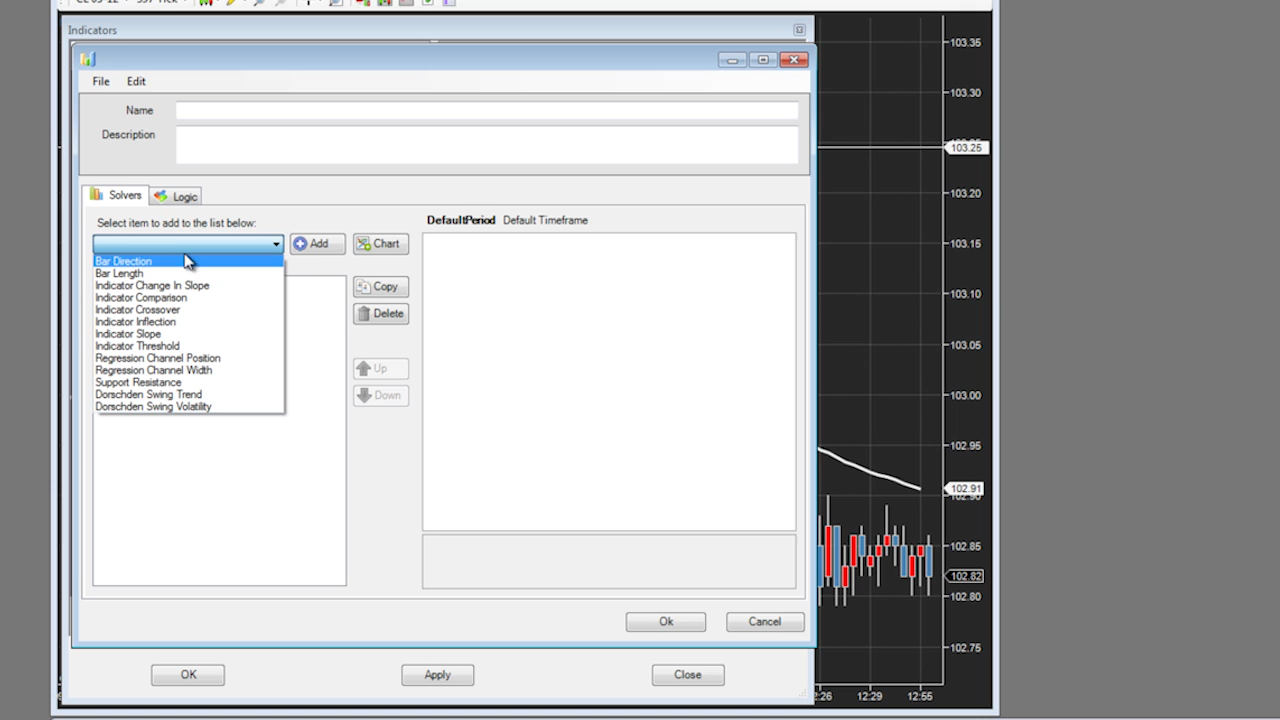 Indicators
103.35
File Edit
103.30
Name
Description
103.25
103.20
Solvers Logic
Select item to add to the list below:
DefaultPeriod Default Timeframe
Add Chart
103.15
Bar Direction
Bar Length
Indicator Change In Slope
Copy
103.10
Indicator Comparison
Indicator Crossover
Delete
Indicator Inflection
Indicator Slope
Indicator Threshold
103.05
Regression Channel Position
Regression Channel Width
Up
Support Resistance
Dorschden Swing Trend
Down
103.00
Dorschden Swing Volatility
102.95
102.91
102.90
102.85
102.82
102.80
Ok Cancel
102.75
OK Apply Close
2:26 12:29 12:55